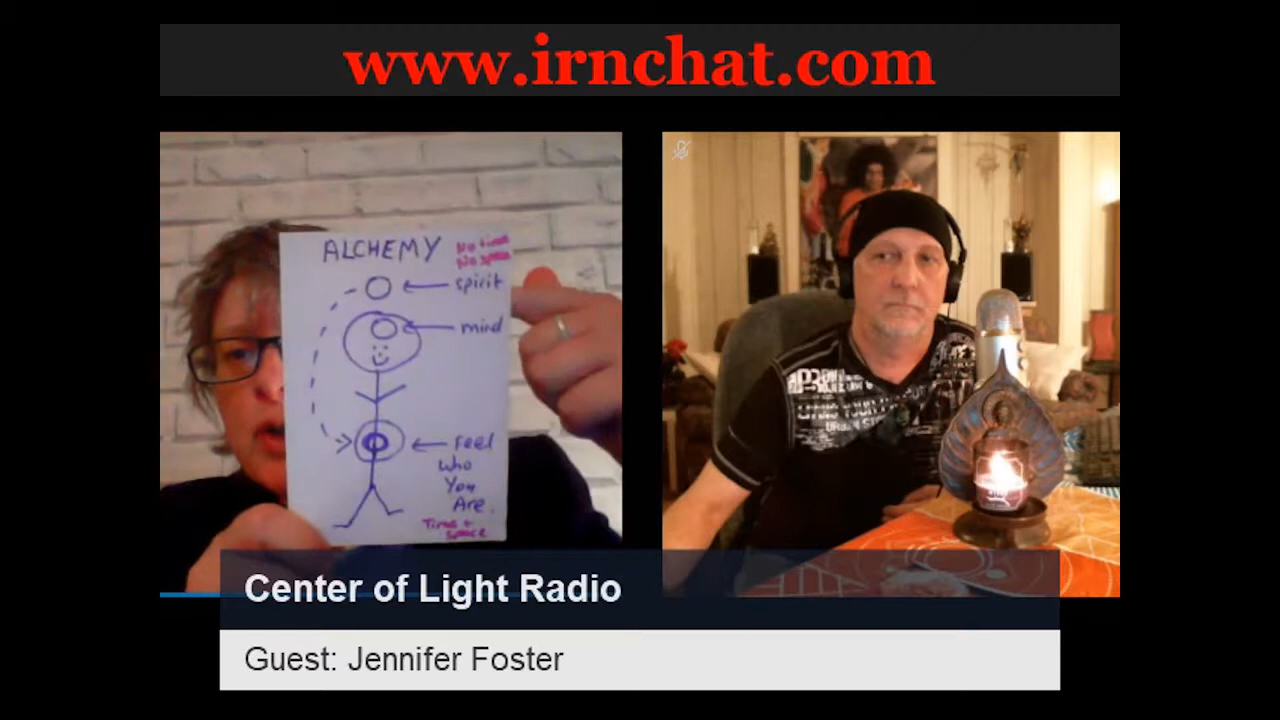 www.irnchat.com
ALCHEMY
No time
No space
spirit
mind
Feel
Who
You
Are.
Time +
space
Center of Light Radio
Guest: Jennifer Foster